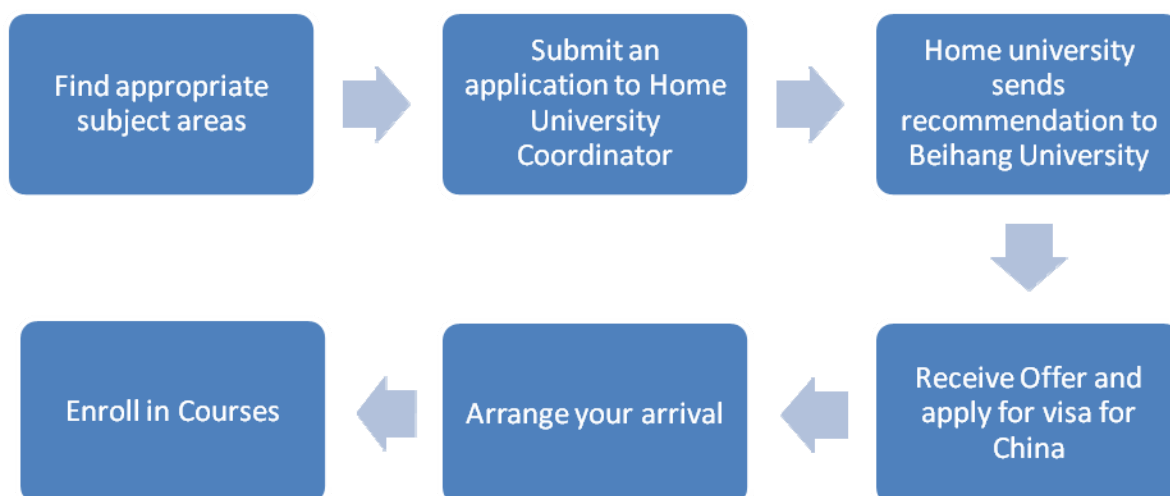 Find appropriate
subject areas
Submit an
application to Home
University
Coordinator
Home university
sends
recommendation to
Beihang University
Receive Offer and
apply for visa for
China
Arrange your arrival
Enroll in Courses